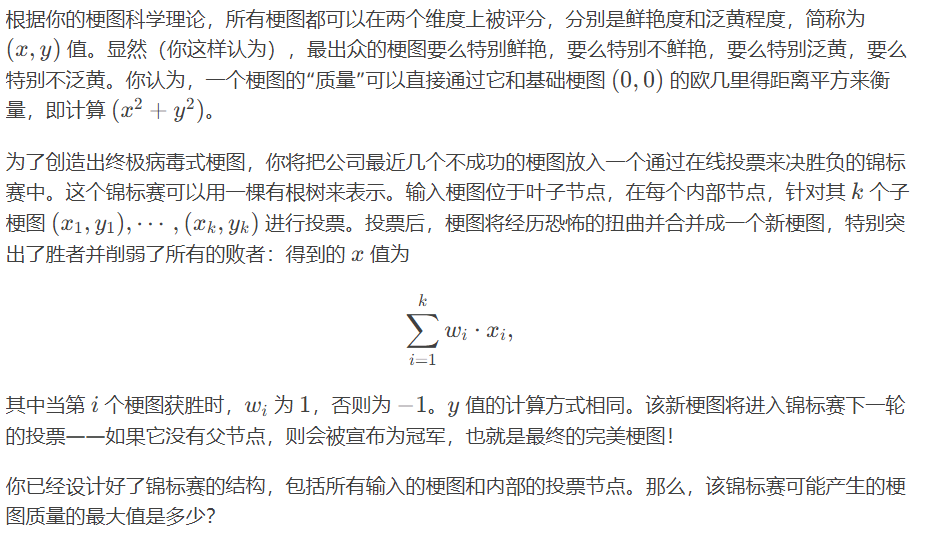 根据你的梗图科学理论，所有梗图都可以在两个维度上被评分，分别是鲜艳度和泛黄程度，简称为
(x, y) 值。显然（你这样认为），最出众的梗图要么特别鲜艳，要么特别不鲜艳，要么特别泛黄，要么
特别不泛黄。你认为，一个梗图的“质量”可以直接通过它和基础梗图 (0, 0) 的欧几里得距离平方来衡
量，即计算 (x² + y²)。
为了创造出终极病毒式梗图，你将把公司最近几个不成功的梗图放入一个通过在线投票来决胜负的锦标
赛中。这个锦标赛可以用一棵有根树来表示。输入梗图位于叶子节点，在每个内部节点，针对其 k 个子
梗图 (x₁, y₁), ⋯ , (xₖ, yₖ) 进行投票。投票后，梗图将经历恐怖的扭曲并合并成一个新梗图，特别突
出了胜者并削弱了所有的败者：得到的 x 值为
∑_{i=1}^{k} wᵢ · xᵢ,
其中当第 i 个梗图获胜时，wᵢ 为 1，否则为 −1。y 值的计算方式相同。该新梗图将进入锦标赛下一轮
的投票——如果它没有父节点，则会被宣布为冠军，也就是最终的完美梗图！
你已经设计好了锦标赛的结构，包括所有输入的梗图和内部的投票节点。那么，该锦标赛可能产生的梗
图质量的最大值是多少？